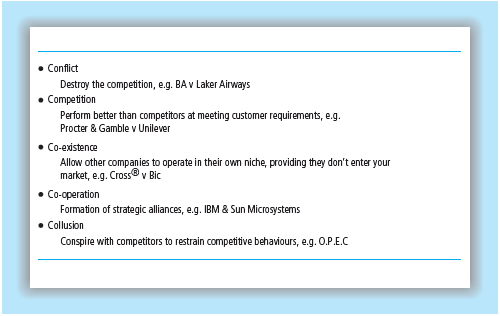 • Conflict
Destroy the competition, e.g. BA v Laker Airways
• Competition
Perform better than competitors at meeting customer requirements, e.g.
Procter & Gamble v Unilever
• Co-existence
Allow other companies to operate in their own niche, providing they don't enter your
market, e.g. Cross® v Bic
• Co-operation
Formation of strategic alliances, e.g. IBM & Sun Microsystems
• Collusion
Conspire with competitors to restrain competitive behaviours, e.g. O.P.E.C